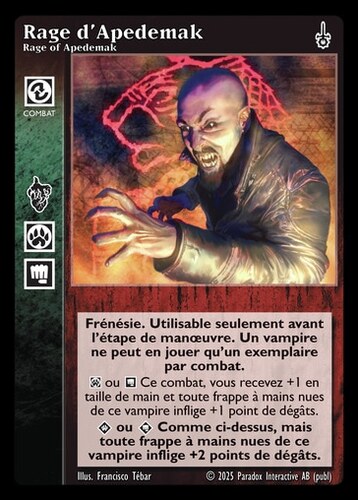 Rage d'Apedemak
Rage of Apedemak
COMBAT
Frénésie. Utilisable seulement avant
l'étape de manœuvre. Un vampire
ne peut en jouer qu'un exemplaire
par combat.
ou Ce combat, vous recevez +1 en
taille de main et toute frappe à mains nues
de ce vampire inflige +1 point de dégâts.
ou Comme ci-dessus, mais
toute frappe à mains nues de ce
vampire inflige +2 points de dégâts.
Illus. Francisco Tébar © 2025 Paradox Interactive AB (publ)